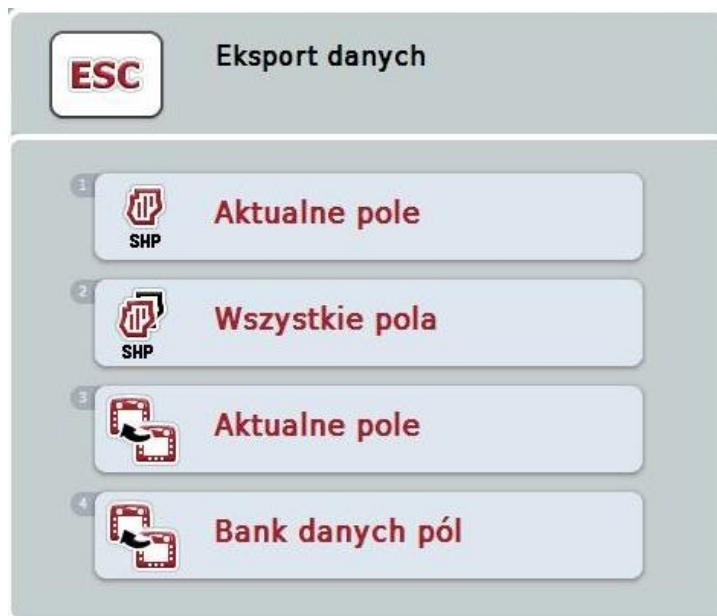 ESC
Eksport danych
1
SHP
Aktualne pole
2
SHP
Wszystkie pola
3
Aktualne pole
4
Bank danych pól